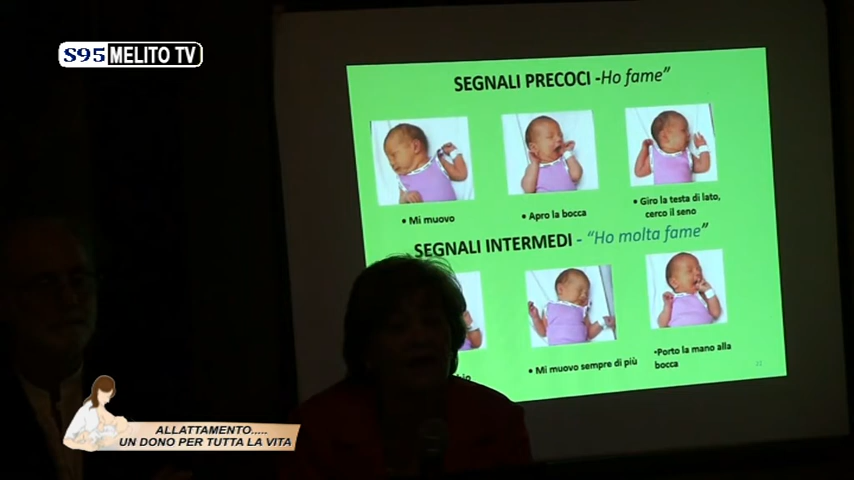 S95 MELITO TV
SEGNALI PRECOCI -Ho fame”
• Mi muovo
• Apro la bocca
• Giro la testa di lato,
cerco il seno
SEGNALI INTERMEDI - “Ho molta fame”
• Mi muovo sempre di più
•Porto la mano alla
bocca
ALLATTAMENTO.....
UN DONO PER TUTTA LA VITA